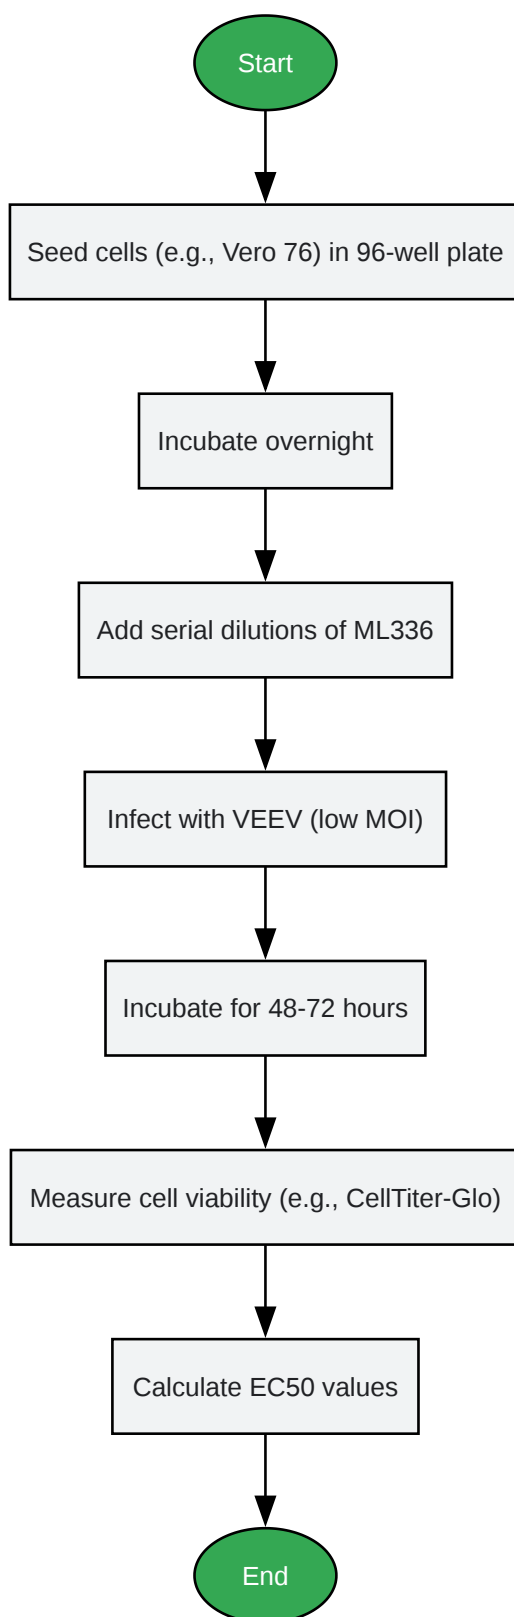 Start
Seed cells (e.g., Vero 76) in 96-well plate
Incubate overnight
Add serial dilutions of ML336
Infect with VEEV (low MOI)
Incubate for 48-72 hours
Measure cell viability (e.g., CellTiter-Glo)
Calculate EC50 values
End